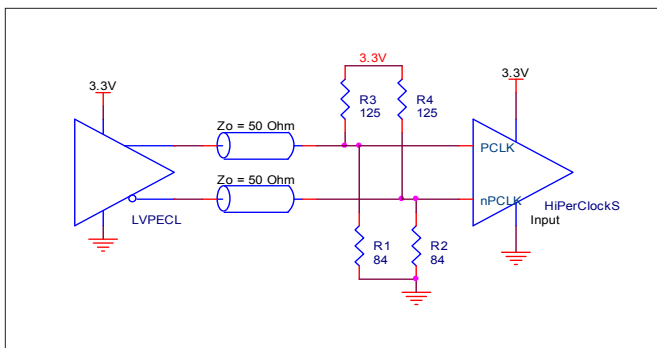 3.3V
3.3V
3.3V
R3
125
R4
125
Zo = 50 Ohm
PCLK
Zo = 50 Ohm
nPCLK
HiPerClockS
Input
LVPECL
R1
84
R2
84